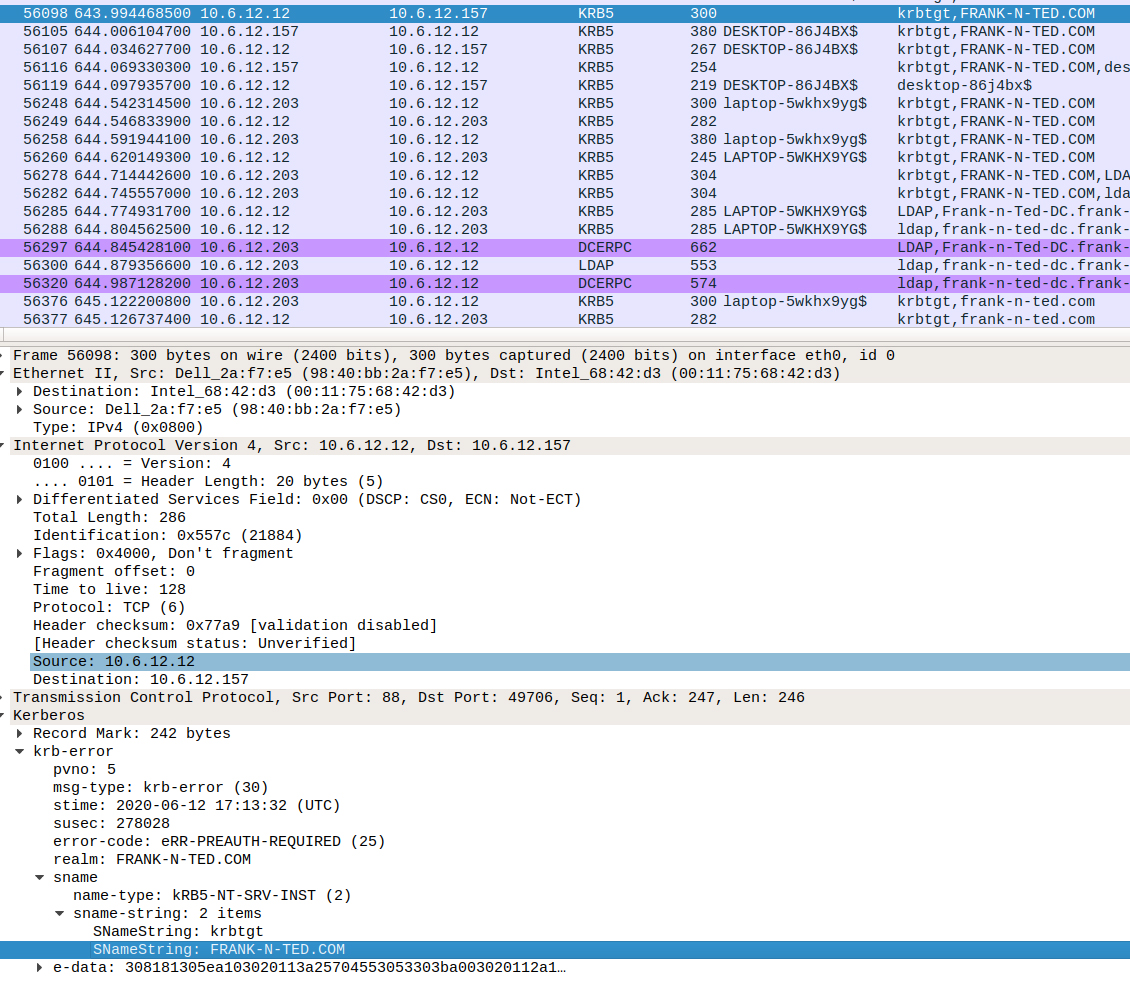 56098 643.994468500 10.6.12.12 10.6.12.157 KRB5 300 krbtgt,FRANK-N-TED.COM
56105 644.006104700 10.6.12.157 10.6.12.12 KRB5 380 DESKTOP-86J4BX$ krbtgt,FRANK-N-TED.COM
56107 644.034627700 10.6.12.12 10.6.12.157 KRB5 267 DESKTOP-86J4BX$ krbtgt,FRANK-N-TED.COM
56116 644.069330300 10.6.12.157 10.6.12.12 KRB5 254 krbtgt,FRANK-N-TED.COM,des
56119 644.097935700 10.6.12.12 10.6.12.157 KRB5 219 DESKTOP-86J4BX$ desktop-86j4bx$
56248 644.542314500 10.6.12.203 10.6.12.12 KRB5 300 laptop-5wkhx9yg$ krbtgt,FRANK-N-TED.COM
56249 644.546833900 10.6.12.12 10.6.12.203 KRB5 282 krbtgt,FRANK-N-TED.COM
56258 644.591944100 10.6.12.203 10.6.12.12 KRB5 380 laptop-5wkhx9yg$ krbtgt,FRANK-N-TED.COM
56260 644.620149300 10.6.12.12 10.6.12.203 KRB5 245 LAPTOP-5WKHX9YG$ krbtgt,FRANK-N-TED.COM
56278 644.714442600 10.6.12.203 10.6.12.12 KRB5 304 krbtgt,FRANK-N-TED.COM,LDA
56282 644.745557000 10.6.12.203 10.6.12.12 KRB5 304 krbtgt,FRANK-N-TED.COM,lda
56285 644.774931700 10.6.12.12 10.6.12.203 KRB5 285 LAPTOP-5WKHX9YG$ LDAP,Frank-n-Ted-DC.frank-
56288 644.804562500 10.6.12.12 10.6.12.203 KRB5 285 LAPTOP-5WKHX9YG$ ldap,frank-n-ted-dc.frank-
56297 644.845428100 10.6.12.203 10.6.12.12 DCERPC 662 LDAP,Frank-n-Ted-DC.frank-
56300 644.879356600 10.6.12.203 10.6.12.12 LDAP 553 ldap,frank-n-ted-dc.frank-
56320 644.987128200 10.6.12.203 10.6.12.12 DCERPC 574 ldap,frank-n-ted-dc.frank-
56376 645.122200800 10.6.12.203 10.6.12.12 KRB5 300 laptop-5wkhx9yg$ krbtgt,frank-n-ted.com
56377 645.126737400 10.6.12.12 10.6.12.203 KRB5 282 krbtgt,frank-n-ted.com
Frame 56098: 300 bytes on wire (2400 bits), 300 bytes captured (2400 bits) on interface eth0, id 0
Ethernet II, Src: Dell_2a:f7:e5 (98:40:bb:2a:f7:e5), Dst: Intel_68:42:d3 (00:11:75:68:42:d3)
Destination: Intel_68:42:d3 (00:11:75:68:42:d3)
Source: Dell_2a:f7:e5 (98:40:bb:2a:f7:e5)
Type: IPv4 (0x0800)
Internet Protocol Version 4, Src: 10.6.12.12, Dst: 10.6.12.157
0100 .... = Version: 4
.... 0101 = Header Length: 20 bytes (5)
Differentiated Services Field: 0x00 (DSCP: CS0, ECN: Not-ECT)
Total Length: 286
Identification: 0x557c (21884)
Flags: 0x4000, Don't fragment
Fragment offset: 0
Time to live: 128
Protocol: TCP (6)
Header checksum: 0x77a9 [validation disabled]
[Header checksum status: Unverified]
Source: 10.6.12.12
Destination: 10.6.12.157
Transmission Control Protocol, Src Port: 88, Dst Port: 49706, Seq: 1, Ack: 247, Len: 246
Kerberos
Record Mark: 242 bytes
krb-error
pvno: 5
msg-type: krb-error (30)
stime: 2020-06-12 17:13:32 (UTC)
susec: 278028
error-code: eRR-PREAUTH-REQUIRED (25)
realm: FRANK-N-TED.COM
sname
name-type: kRB5-NT-SRV-INST (2)
sname-string: 2 items
SNameString: krbtgt
SNameString: FRANK-N-TED.COM
e-data: 308181305ea103020113a25704553053303ba003020112a1…